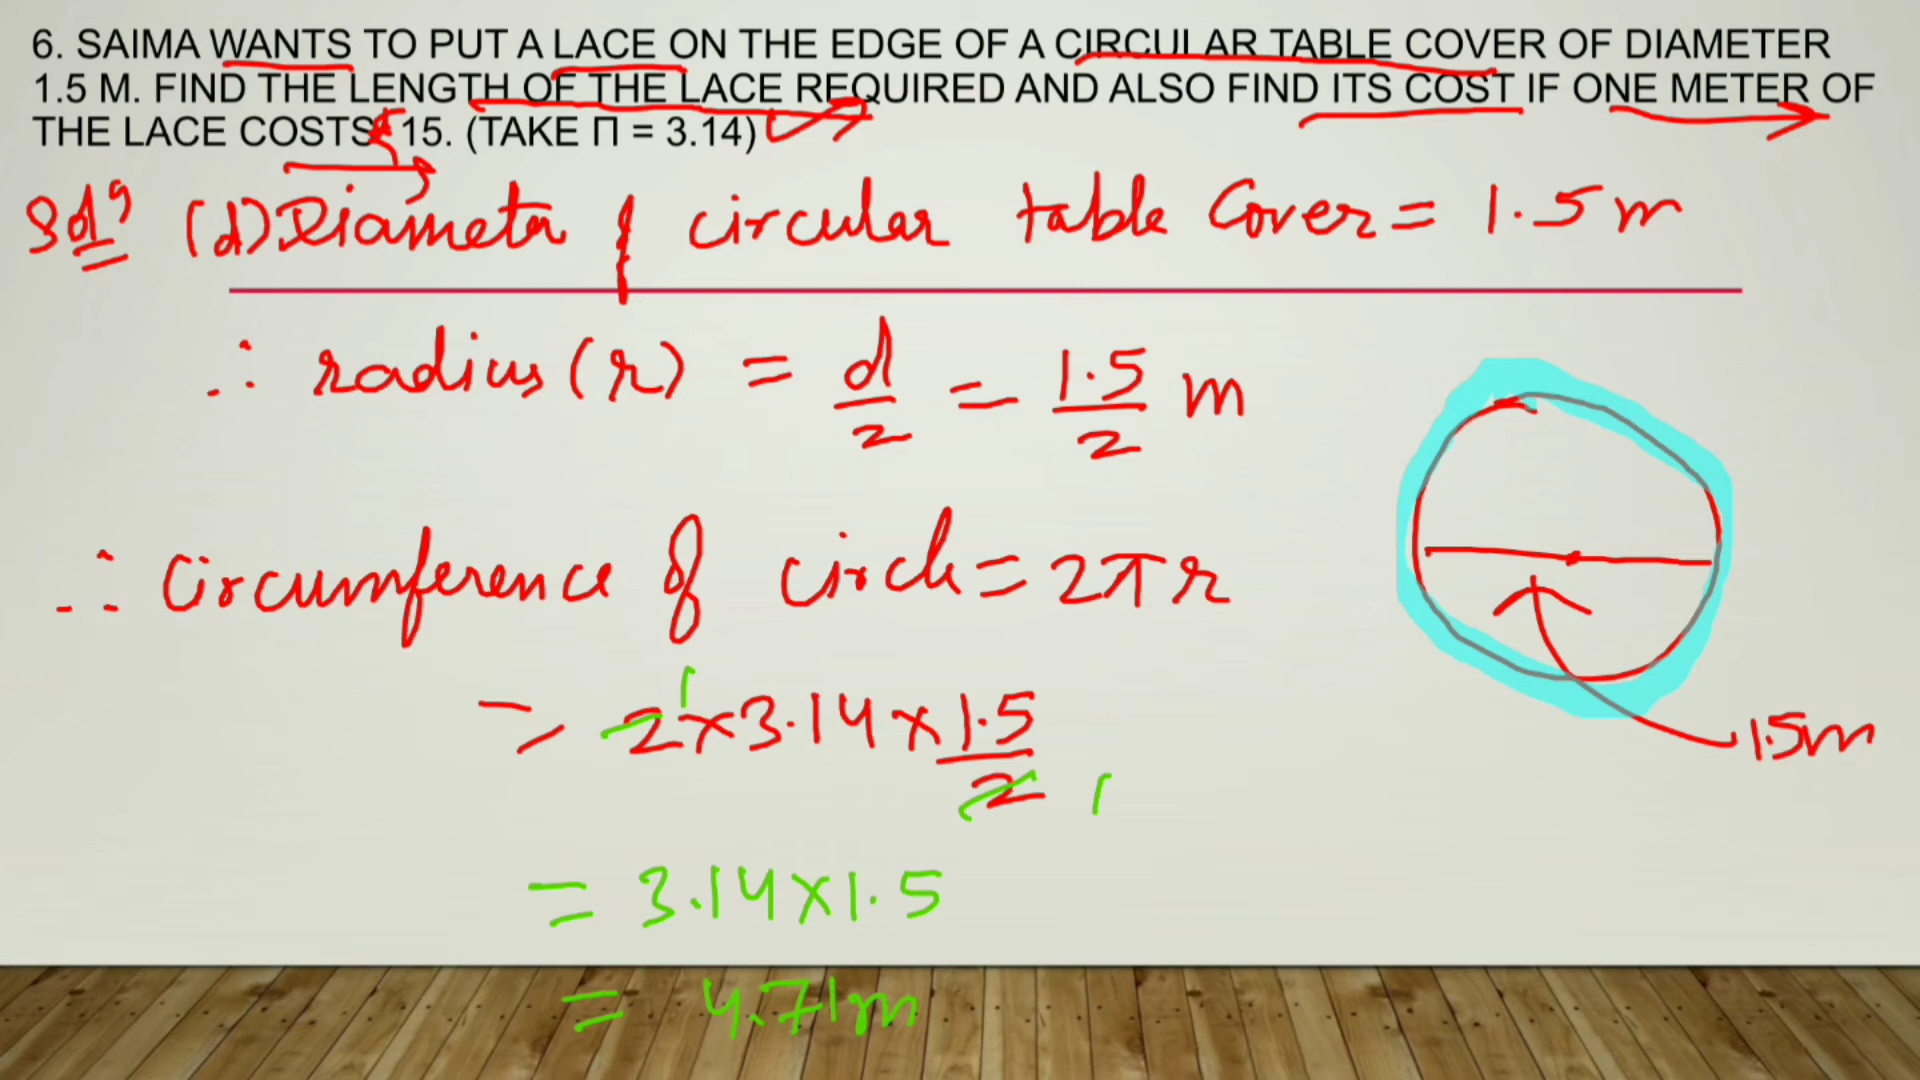 6. SAIMA WANTS TO PUT A LACE ON THE EDGE OF A CIRCULAR TABLE COVER OF DIAMETER
1.5 M. FIND THE LENGTH OF THE LACE REQUIRED AND ALSO FIND ITS COST IF ONE METER OF
THE LACE COSTS ₹ 15. (TAKE Π = 3.14)
Solⁿ (d) Diameter of circular table Cover = 1.5 m
∴ radius (r) = d/2 = 1.5/2 m
∴ Circumference of circle = 2πr
= 2 1 × 3.14 × 1.5/2 1
= 3.14 × 1.5
= 4.71 m
1.5m